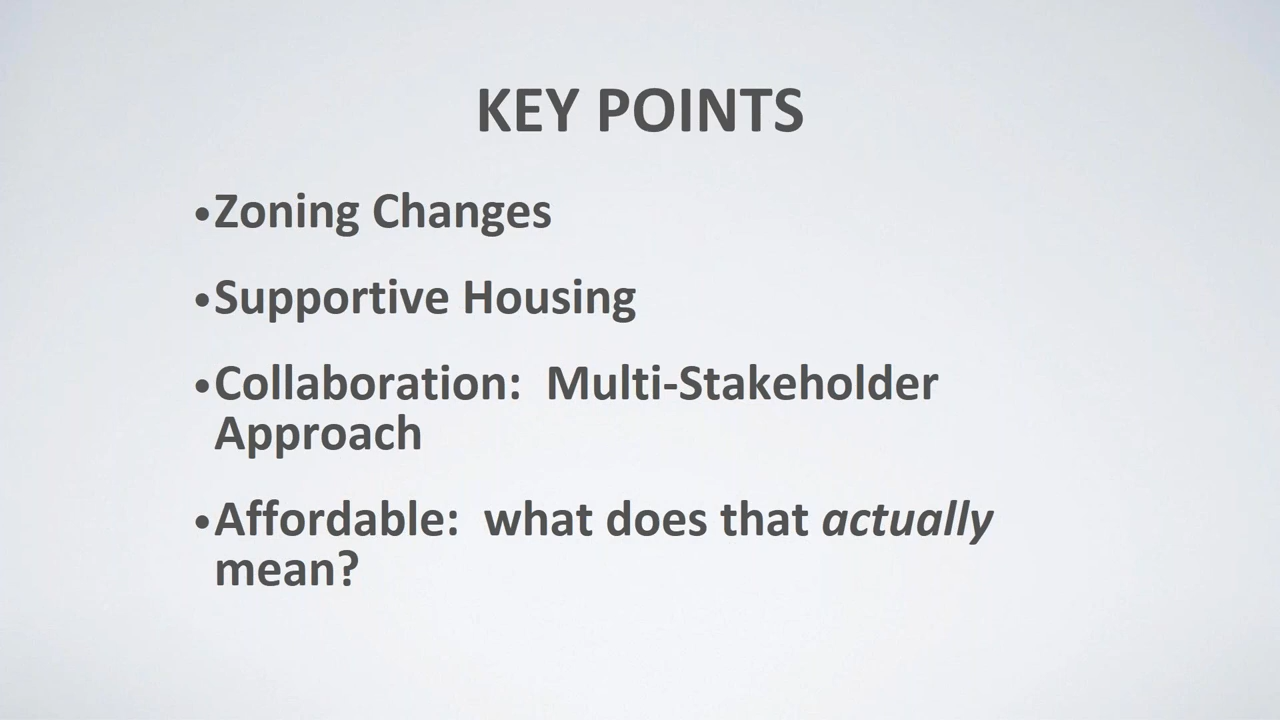 KEY POINTS
•Zoning Changes
•Supportive Housing
•Collaboration:  Multi-Stakeholder
Approach
•Affordable:  what does that actually
mean?